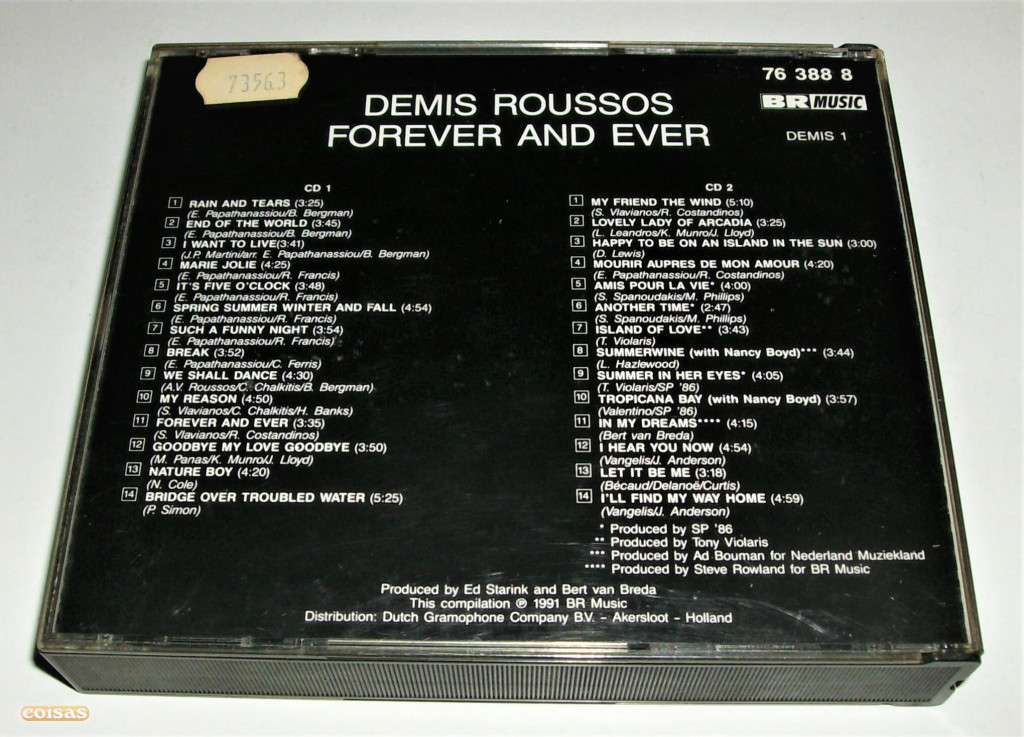 73563
76 388 8
BR MUSIC
DEMIS ROUSSOS
FOREVER AND EVER
DEMIS 1
CD 1
1 RAIN AND TEARS (3:25)
(E. Papathanassiou/B. Bergman)
2 END OF THE WORLD (3:45)
(E. Papathanassiou/B. Bergman)
3 I WANT TO LIVE(3:41)
(J.P. Martini/arr. E. Papathanassiou/B. Bergman)
4 MARIE JOLIE (4:25)
(E. Papathanassiou/R. Francis)
5 IT'S FIVE O'CLOCK (3:48)
(E. Papathanassiou/R. Francis)
6 SPRING SUMMER WINTER AND FALL (4:54)
(E. Papathanassiou/R. Francis)
7 SUCH A FUNNY NIGHT (3:54)
(E. Papathanassiou/R. Francis)
8 BREAK (3:52)
(E. Papathanassiou/C. Ferris)
9 WE SHALL DANCE (4:30)
(A.V. Roussos/C. Chalkitis/B. Bergman)
10 MY REASON (4:50)
(S. Vlavianos/C. Chalkitis/H. Banks)
11 FOREVER AND EVER (3:35)
(S. Vlavianos/R. Costandinos)
12 GOODBYE MY LOVE GOODBYE (3:50)
(M. Panas/K. Munro/J. Lloyd)
13 NATURE BOY (4:20)
(N. Cole)
14 BRIDGE OVER TROUBLED WATER (5:25)
(P. Simon)
CD 2
1 MY FRIEND THE WIND (5:10)
(S. Vlavianos/R. Costandinos)
2 LOVELY LADY OF ARCADIA (3:25)
(L. Leandros/K. Munro/J. Lloyd)
3 HAPPY TO BE ON AN ISLAND IN THE SUN (3:00)
(D. Lewis)
4 MOURIR AUPRES DE MON AMOUR (4:20)
(E. Papathanassiou/R. Costandinos)
5 AMIS POUR LA VIE* (4:00)
(S. Spanoudakis/M. Phillips)
6 ANOTHER TIME* (2:47)
(S. Spanoudakis/M. Phillips)
7 ISLAND OF LOVE** (3:43)
(T. Violaris)
8 SUMMERWINE (with Nancy Boyd)*** (3:44)
(L. Hazlewood)
9 SUMMER IN HER EYES* (4:05)
(T. Violaris/SP '86)
10 TROPICANA BAY (with Nancy Boyd) (3:57)
(Valentino/SP '86)
11 IN MY DREAMS**** (4:15)
(Bert van Breda)
12 I HEAR YOU NOW (4:54)
(Vangelis/J. Anderson)
13 LET IT BE ME (3:18)
(Bécaud/Delanoë/Curtis)
14 I'LL FIND MY WAY HOME (4:59)
(Vangelis/J. Anderson)
* Produced by SP '86
** Produced by Tony Violaris
*** Produced by Ad Bouman for Nederland Muziekland
**** Produced by Steve Rowland for BR Music
Produced by Ed Starink and Bert van Breda
This compilation ℗ 1991 BR Music
Distribution: Dutch Gramophone Company B.V. - Akersloot - Holland
coisas